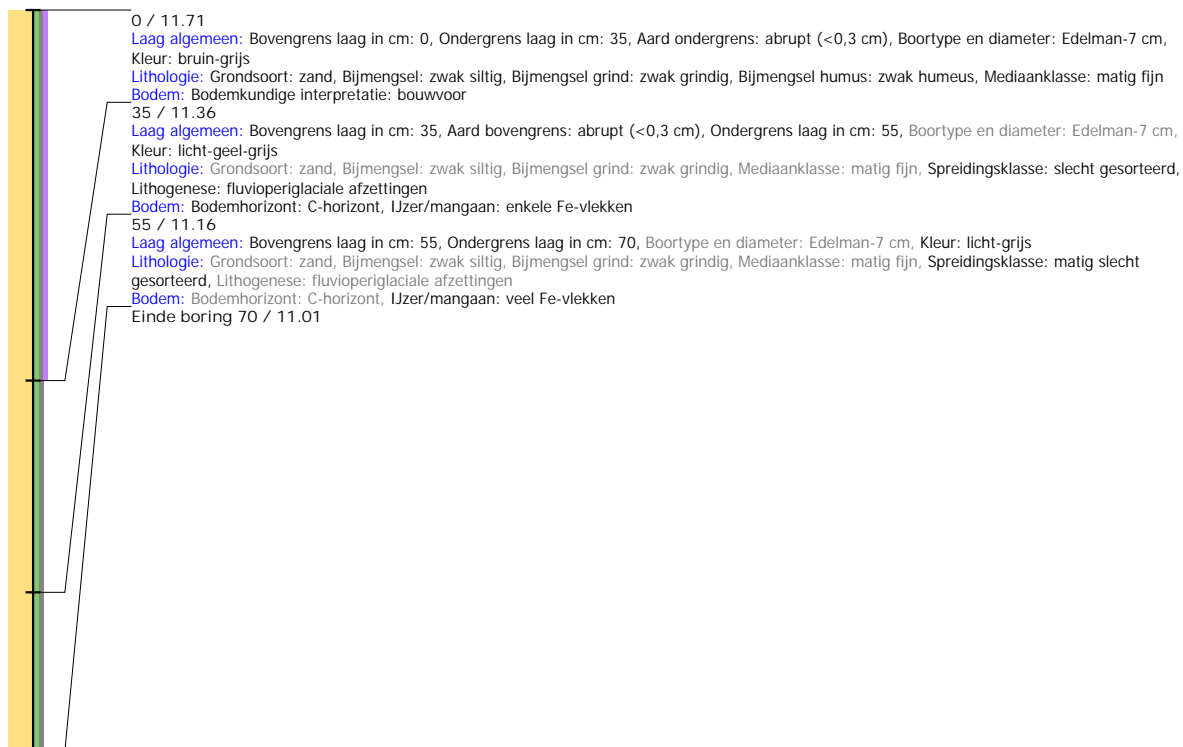 0 / 11.71
Laag algemeen: Bovengrens laag in cm: 0, Ondergrens laag in cm: 35, Aard ondergrens: abrupt (<0,3 cm), Boortype en diameter: Edelman-7 cm,
Kleur: bruin-grijs
Lithologie: Grondsoort: zand, Bijmengsel: zwak siltig, Bijmengsel grind: zwak grindig, Bijmengsel humus: zwak humeus, Mediaanklasse: matig fijn
Bodem: Bodemkundige interpretatie: bouwvoor
35 / 11.36
Laag algemeen: Bovengrens laag in cm: 35, Aard bovengrens: abrupt (<0,3 cm), Ondergrens laag in cm: 55, Boortype en diameter: Edelman-7 cm,
Kleur: licht-geel-grijs
Lithologie: Grondsoort: zand, Bijmengsel: zwak siltig, Bijmengsel grind: zwak grindig, Mediaanklasse: matig fijn, Spreidingsklasse: slecht gesorteerd,
Lithogenese: fluvioperiglaciale afzettingen
Bodem: Bodemhorizont: C-horizont, IJzer/mangaan: enkele Fe-vlekken
55 / 11.16
Laag algemeen: Bovengrens laag in cm: 55, Ondergrens laag in cm: 70, Boortype en diameter: Edelman-7 cm, Kleur: licht-grijs
Lithologie: Grondsoort: zand, Bijmengsel: zwak siltig, Bijmengsel grind: zwak grindig, Mediaanklasse: matig fijn, Spreidingsklasse: matig slecht
gesorteerd, Lithogenese: fluvioperiglaciale afzettingen
Bodem: Bodemhorizont: C-horizont, IJzer/mangaan: veel Fe-vlekken
Einde boring 70 / 11.01